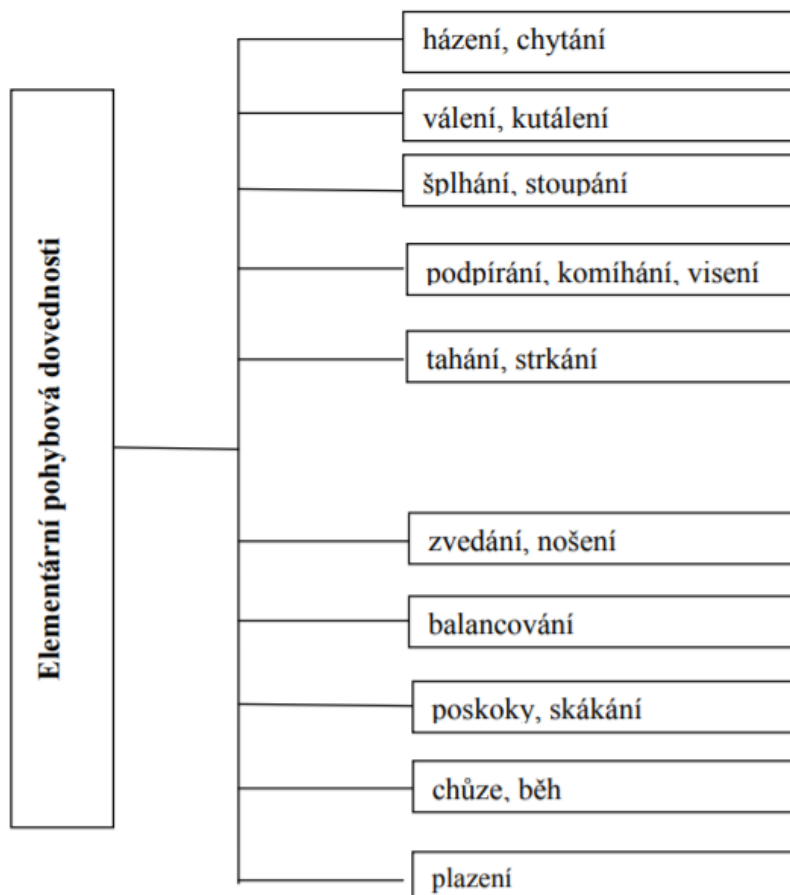 Elementární pohybová dovednosti
házení, chytání
válení, kutálení
šplhání, stoupání
podpírání, komíhání, visení
tahání, strkání
zvedání, nošení
balancování
poskoky, skákání
chůze, běh
plazení